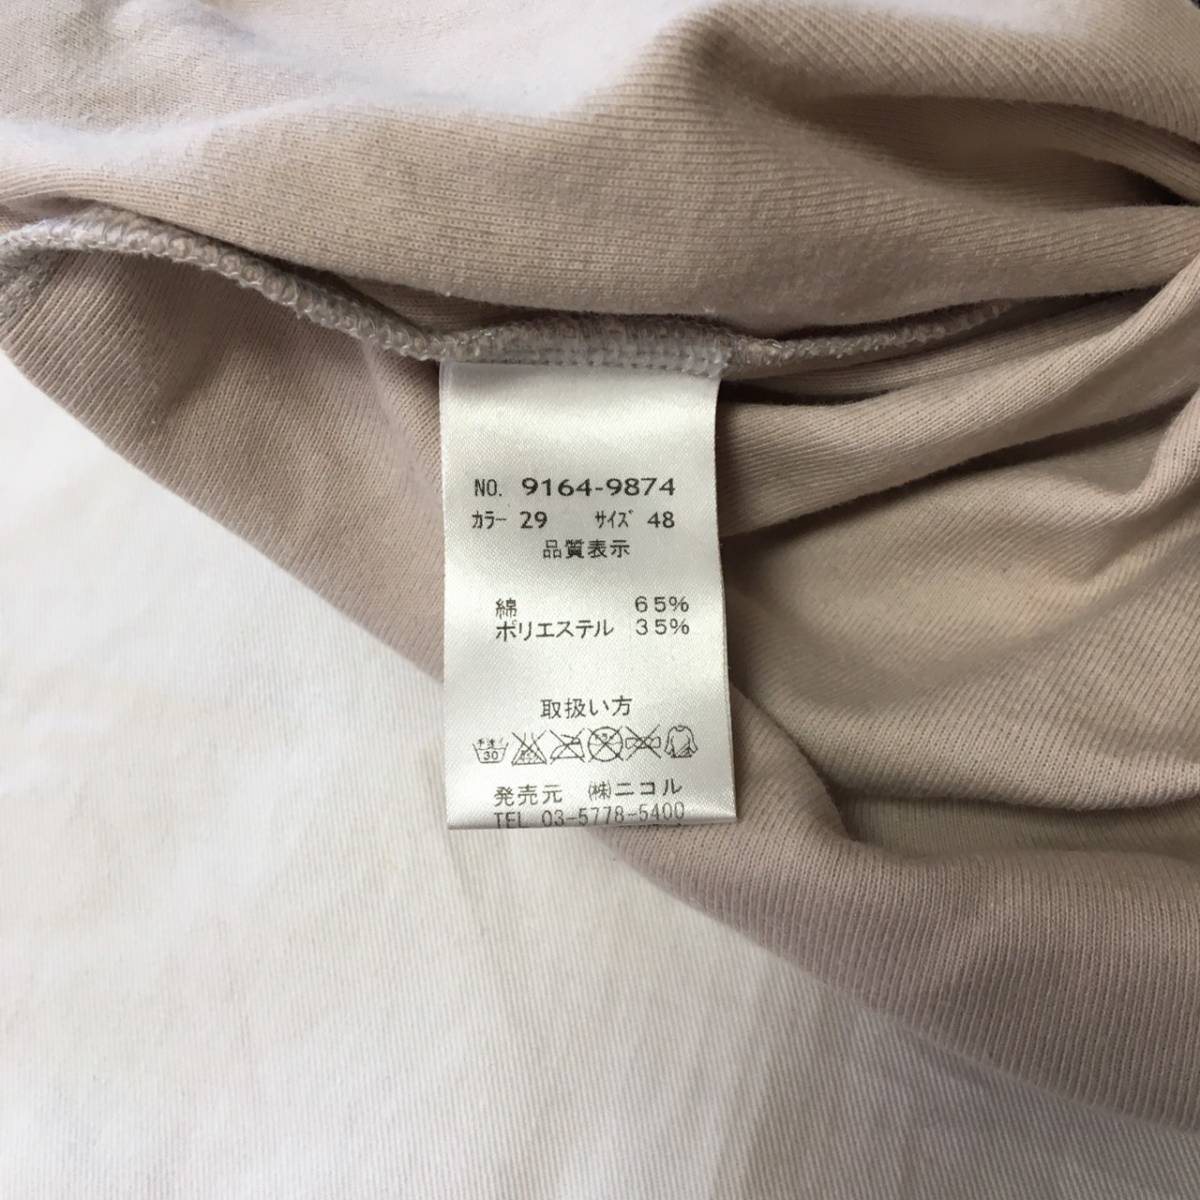 NO. 9164-9874
カラー 29 サイズ 48
品質表示
綿 65%
ポリエステル 35%
取扱い方
30
発売元 ㈱ニコル
TEL 03-5778-5400